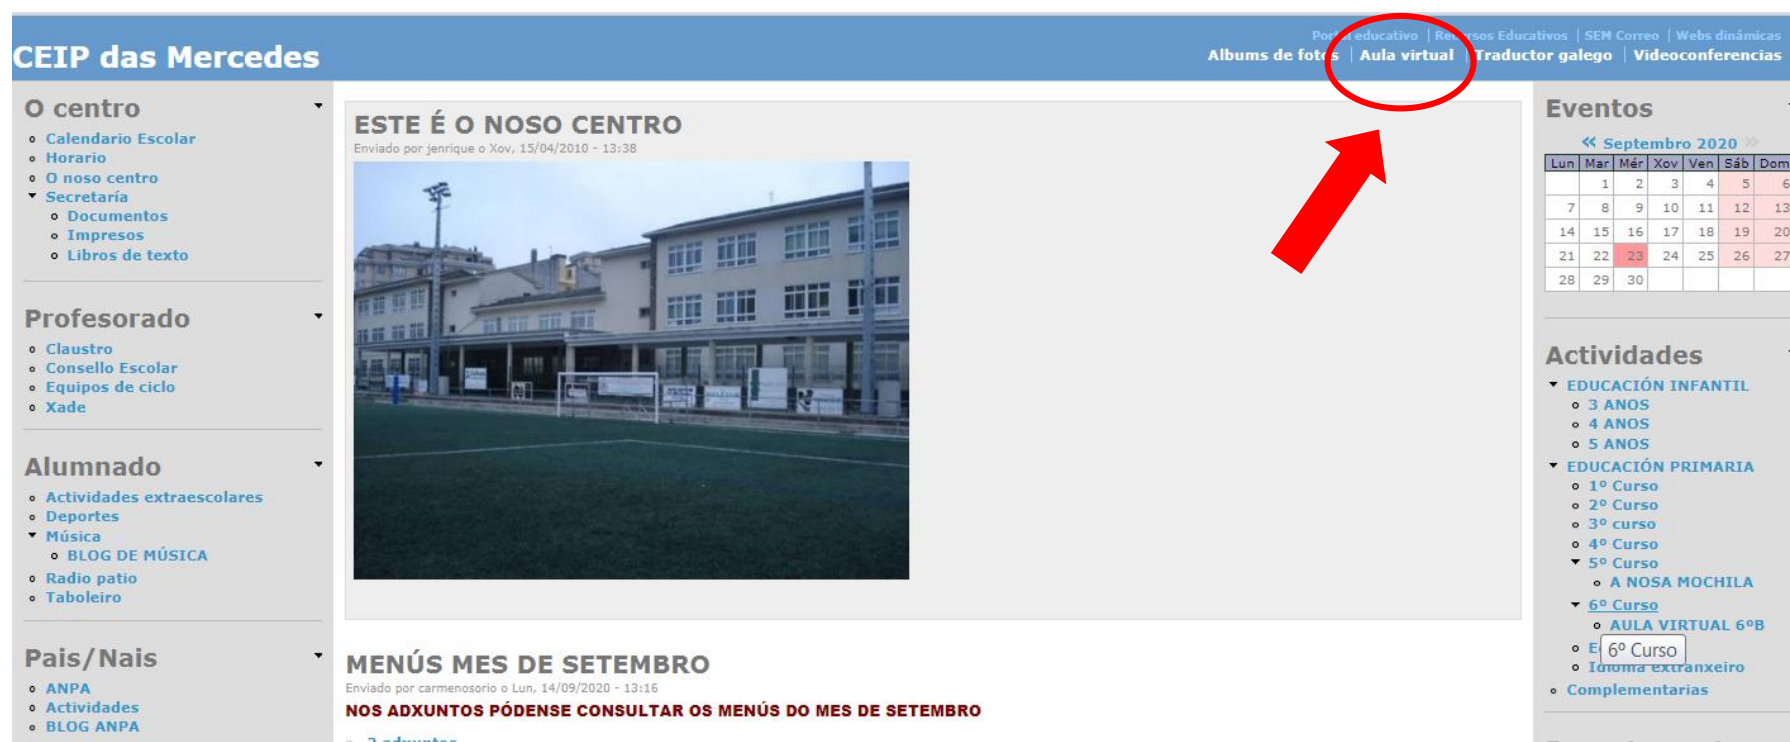 Portal educativo | Recursos Educativos | SEM Correo | Webs dinámicas
CEIP das Mercedes
Albums de fotos | Aula virtual | Traductor galego | Videoconferencias
O centro
Calendario Escolar
Horario
O noso centro
Secretaría
Documentos
Impresos
Libros de texto
Profesorado
Claustro
Consello Escolar
Equipos de ciclo
Xade
Alumnado
Actividades extraescolares
Deportes
Música
BLOG DE MÚSICA
Radio patio
Taboleiro
Pais/Nais
ANPA
Actividades
BLOG ANPA
ESTE É O NOSO CENTRO
Enviado por jenrique o Xov, 15/04/2010 - 13:38
MENÚS MES DE SETEMBRO
Enviado por carmenosorio o Lun, 14/09/2020 - 13:16
NOS ADXUNTOS PÓDENSE CONSULTAR OS MENÚS DO MES DE SETEMBRO
2 adxuntos
Eventos
« Septembro 2020 »
Lun Mar Mér Xov Ven Sáb Dom
1 2 3 4 5 6
7 8 9 10 11 12 13
14 15 16 17 18 19 20
21 22 23 24 25 26 27
28 29 30
Actividades
EDUCACIÓN INFANTIL
3 ANOS
4 ANOS
5 ANOS
EDUCACIÓN PRIMARIA
1º Curso
2º Curso
3º curso
4º Curso
5º Curso
A NOSA MOCHILA
6º Curso
AULA VIRTUAL 6ºB
6º Curso
Idioma extranxeiro
Complementarias